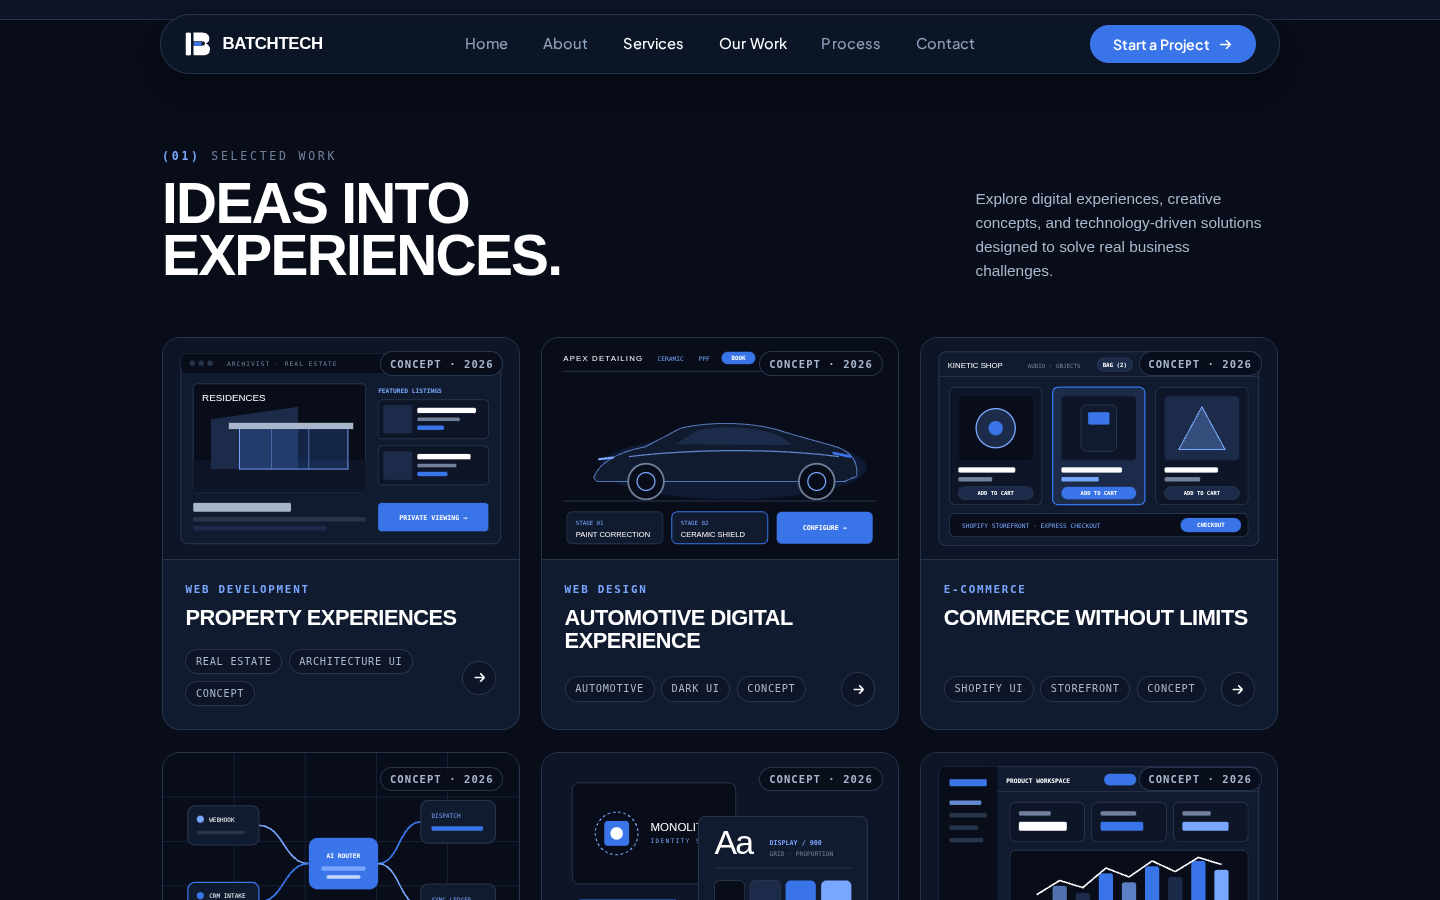 BATCHTECH
Home
About
Services
Our Work
Process
Contact
Start a Project
(01) SELECTED WORK
IDEAS INTO
EXPERIENCES.
Explore digital experiences, creative
concepts, and technology-driven solutions
designed to solve real business
challenges.
ARCHIVIST · REAL ESTATE
CONCEPT · 2026
RESIDENCES
FEATURED LISTINGS
PRIVATE VIEWING →
WEB DEVELOPMENT
PROPERTY EXPERIENCES
REAL ESTATE
ARCHITECTURE UI
CONCEPT
APEX DETAILING
CERAMIC
PPF
BOOK
CONCEPT · 2026
STAGE 01
PAINT CORRECTION
STAGE 02
CERAMIC SHIELD
CONFIGURE →
WEB DESIGN
AUTOMOTIVE DIGITAL
EXPERIENCE
AUTOMOTIVE
DARK UI
CONCEPT
KINETIC SHOP
AUDIO · OBJECTS
BAG (2)
CONCEPT · 2026
ADD TO CART
ADD TO CART
ADD TO CART
SHOPIFY STOREFRONT · EXPRESS CHECKOUT
CHECKOUT
E-COMMERCE
COMMERCE WITHOUT LIMITS
SHOPIFY UI
STOREFRONT
CONCEPT
CONCEPT · 2026
WEBHOOK
DISPATCH
AI ROUTER
CRM INTAKE
SYNC LEDGER
CONCEPT · 2026
IDENTITY
Aa
DISPLAY / 900
GRID · PROPORTION
PRODUCT WORKSPACE
CONCEPT · 2026